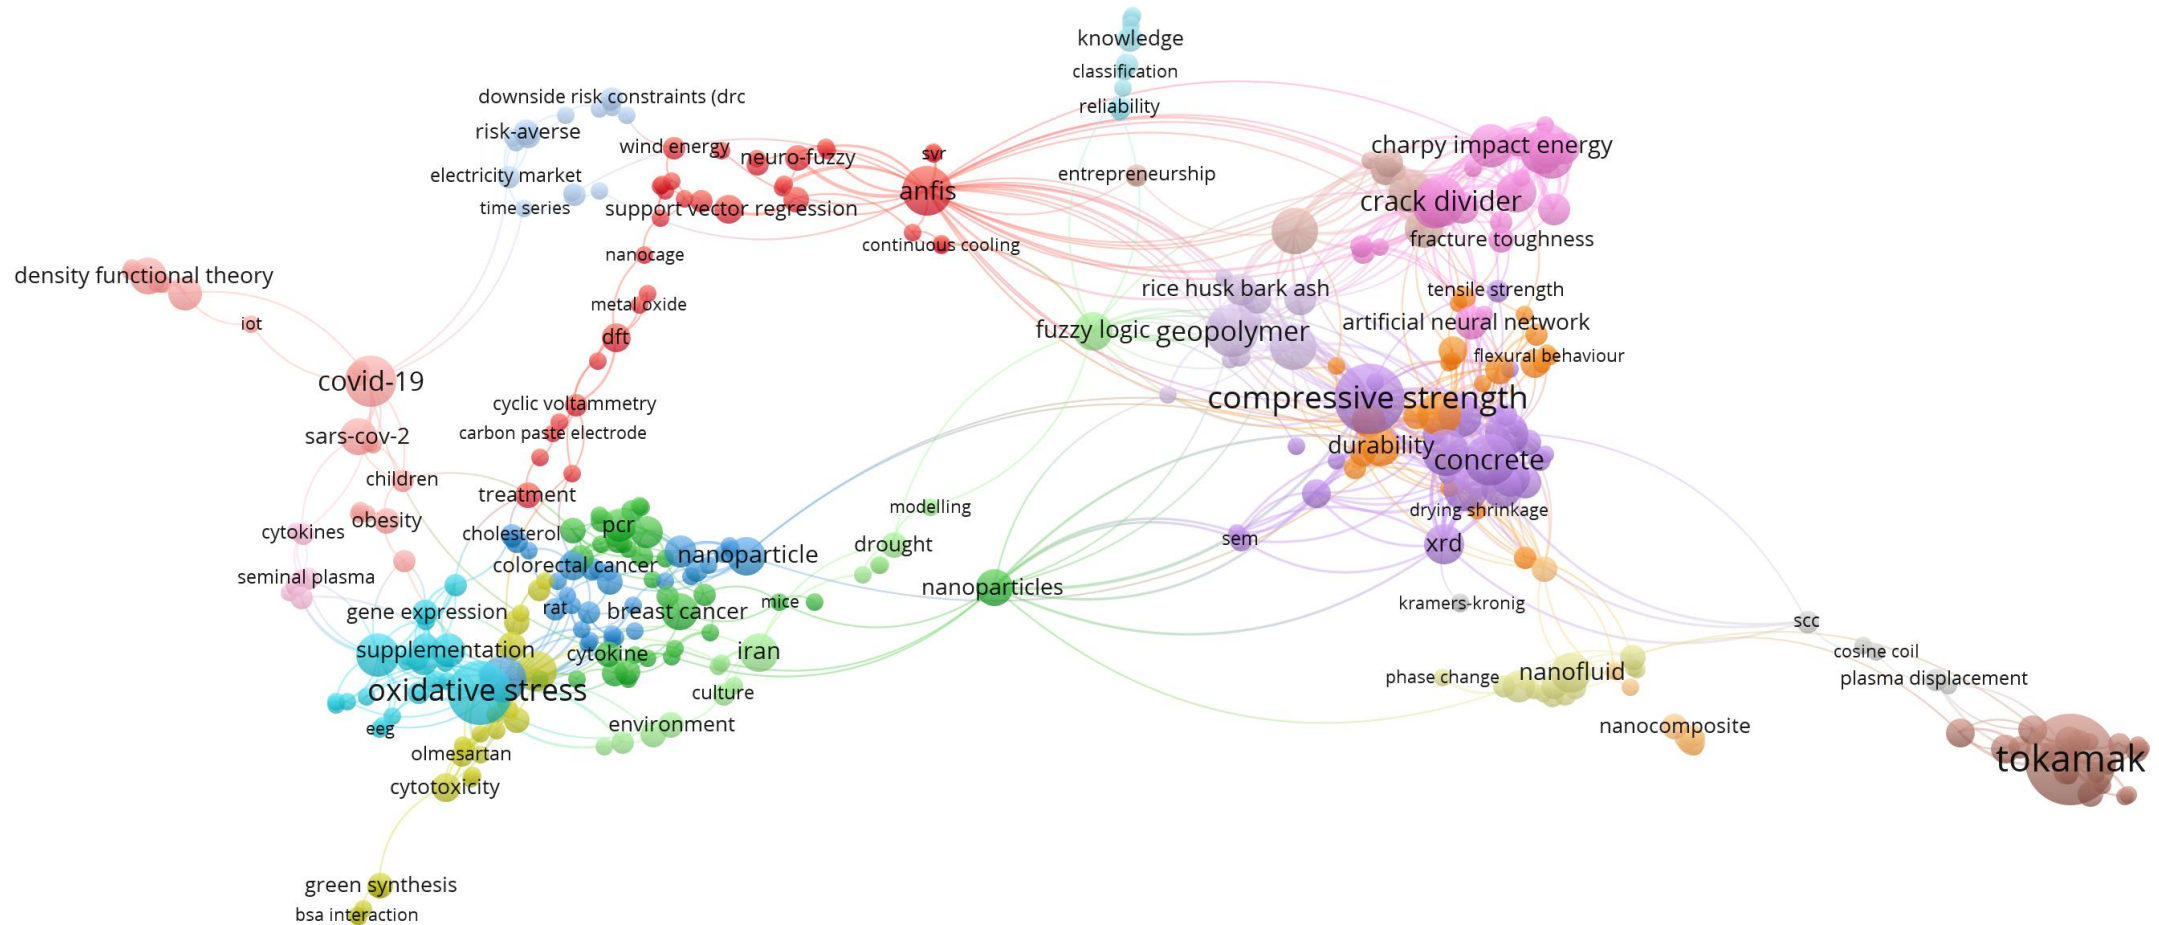 knowledge
classification
downside risk constraints (drc
reliability
risk-averse
wind energy
neuro-fuzzy
svr
charpy impact energy
electricity market
entrepreneurship
anfis
time series
support vector regression
crack divider
continuous cooling
fracture toughness
nanocage
density functional theory
rice husk bark ash
tensile strength
metal oxide
iot
artificial neural network
fuzzy logic
geopolymer
dft
flexural behaviour
covid-19
compressive strength
cyclic voltammetry
carbon paste electrode
sars-cov-2
durability
concrete
children
treatment
modelling
drying shrinkage
obesity
pcr
cytokines
cholesterol
sem
xrd
drought
nanoparticle
colorectal cancer
seminal plasma
nanoparticles
mice
kramers-kronig
gene expression
rat
breast cancer
scc
supplementation
cytokine
iran
cosine coil
nanofluid
phase change
plasma displacement
oxidative stress
culture
eeg
environment
nanocomposite
olmesartan
tokamak
cytotoxicity
green synthesis
bsa interaction